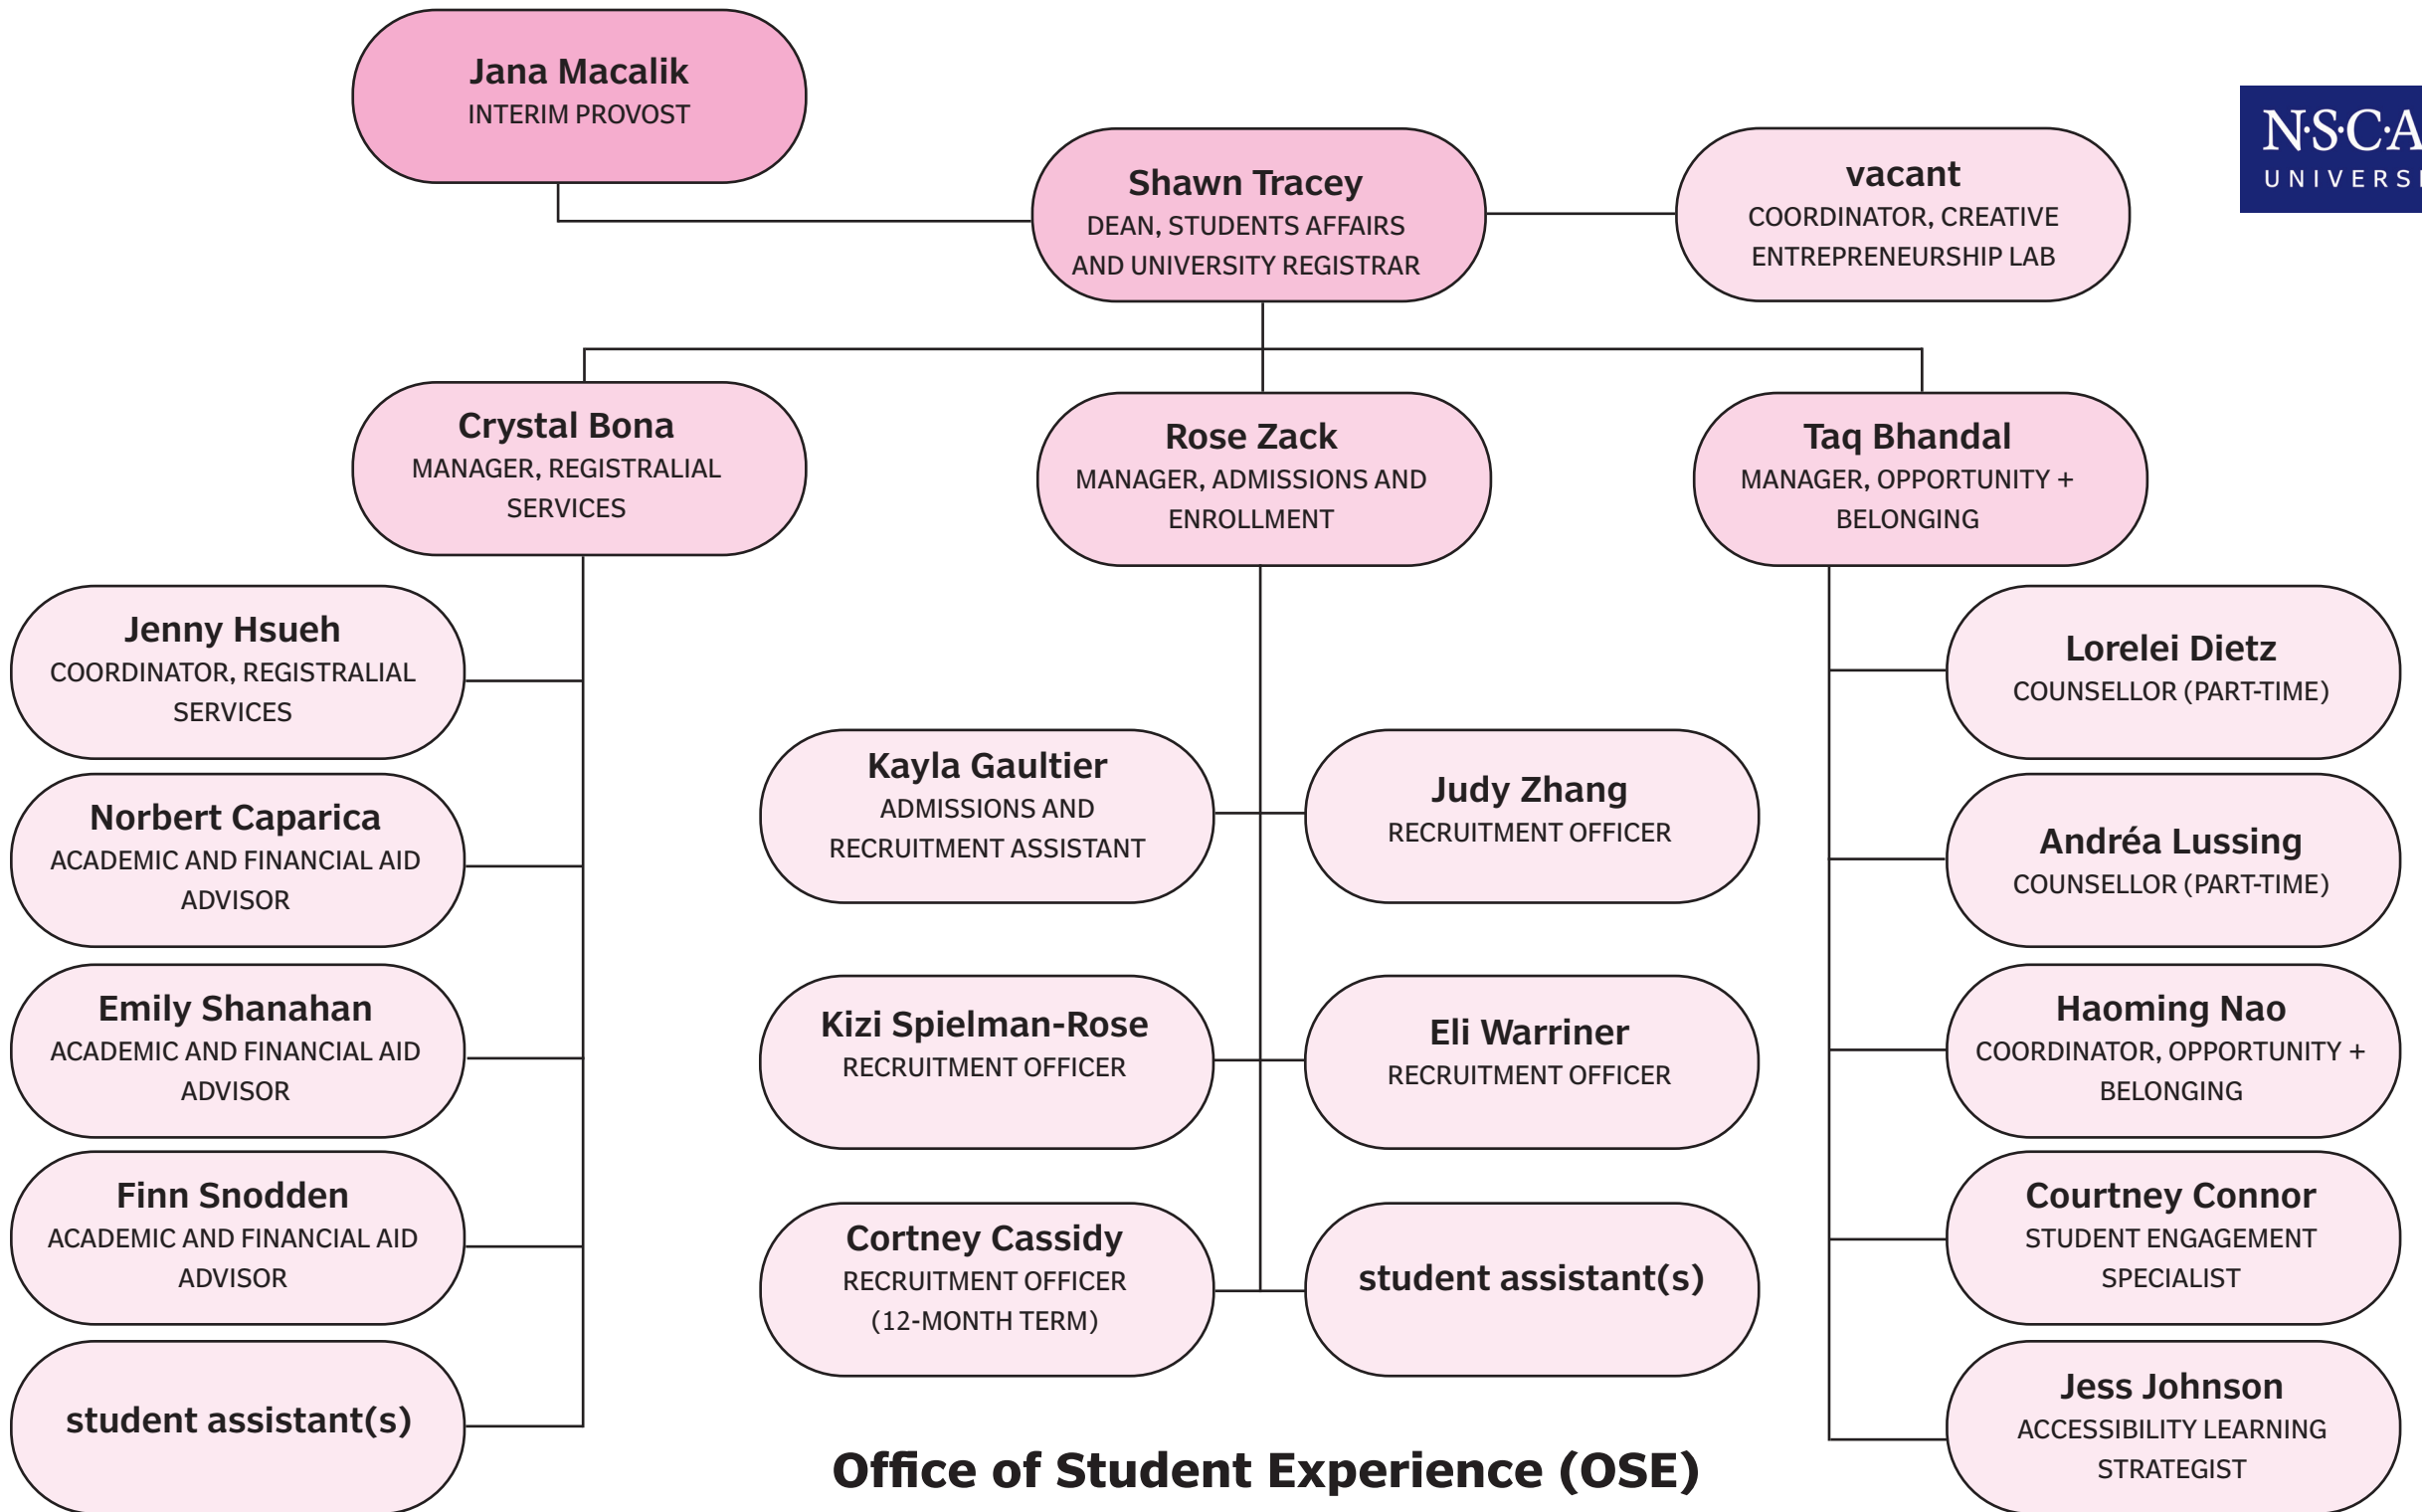 Jana Macalik
INTERIM PROVOST
Shawn Tracey
DEAN, STUDENTS AFFAIRS
AND UNIVERSITY REGISTRAR
vacant
COORDINATOR, CREATIVE
ENTREPRENEURSHIP LAB
N·S·C·A
UNIVERSI
Crystal Bona
MANAGER, REGISTRALIAL
SERVICES
Rose Zack
MANAGER, ADMISSIONS AND
ENROLLMENT
Taq Bhandal
MANAGER, OPPORTUNITY +
BELONGING
Jenny Hsueh
COORDINATOR, REGISTRALIAL
SERVICES
Norbert Caparica
ACADEMIC AND FINANCIAL AID
ADVISOR
Emily Shanahan
ACADEMIC AND FINANCIAL AID
ADVISOR
Finn Snodden
ACADEMIC AND FINANCIAL AID
ADVISOR
student assistant(s)
Kayla Gaultier
ADMISSIONS AND
RECRUITMENT ASSISTANT
Judy Zhang
RECRUITMENT OFFICER
Kizi Spielman-Rose
RECRUITMENT OFFICER
Eli Warriner
RECRUITMENT OFFICER
Cortney Cassidy
RECRUITMENT OFFICER
(12-MONTH TERM)
student assistant(s)
Lorelei Dietz
COUNSELLOR (PART-TIME)
Andréa Lussing
COUNSELLOR (PART-TIME)
Haoming Nao
COORDINATOR, OPPORTUNITY +
BELONGING
Courtney Connor
STUDENT ENGAGEMENT
SPECIALIST
Jess Johnson
ACCESSIBILITY LEARNING
STRATEGIST
Office of Student Experience (OSE)